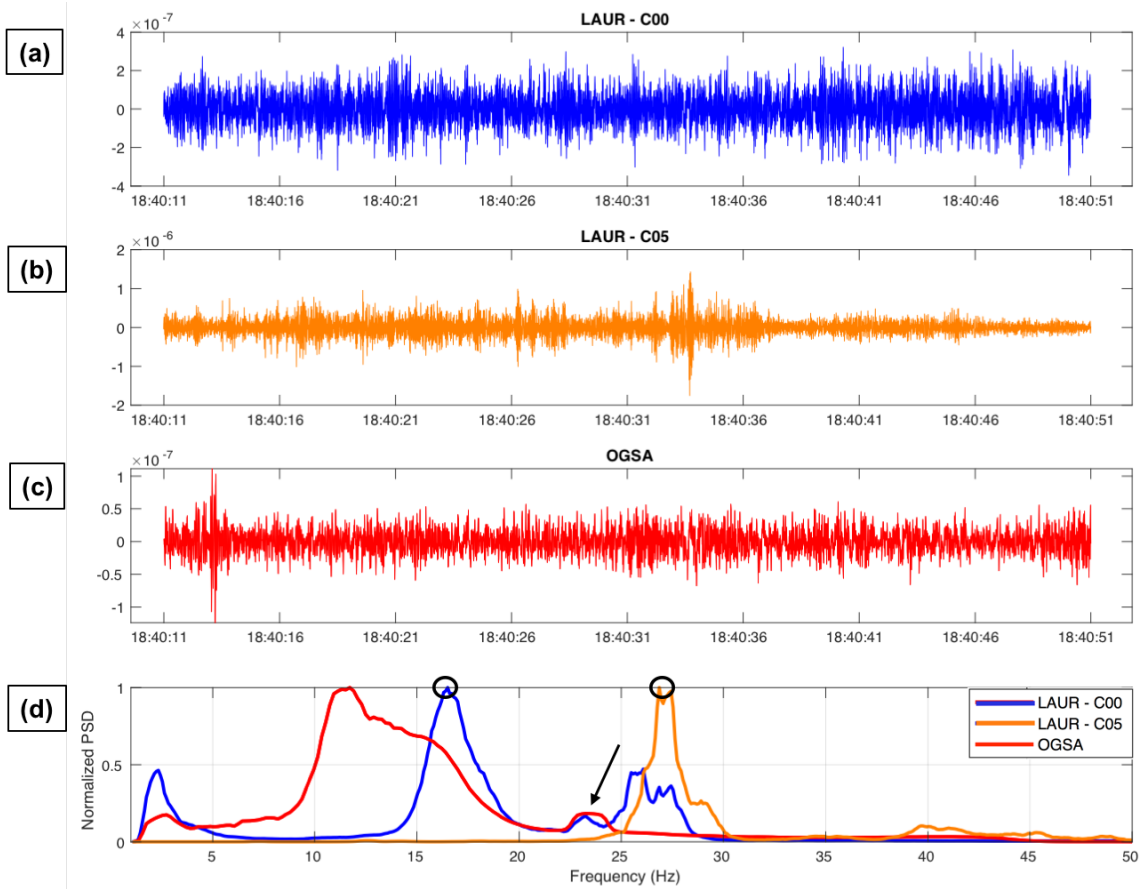 (a)
LAUR - C00
×10⁻⁷
4
2
0
-2
-4
18:40:11 18:40:16 18:40:21 18:40:26 18:40:31 18:40:36 18:40:41 18:40:46 18:40:51
(b)
LAUR - C05
×10⁻⁶
2
1
0
-1
-2
18:40:11 18:40:16 18:40:21 18:40:26 18:40:31 18:40:36 18:40:41 18:40:46 18:40:51
(c)
OGSA
×10⁻⁷
1
0.5
0
-0.5
-1
18:40:11 18:40:16 18:40:21 18:40:26 18:40:31 18:40:36 18:40:41 18:40:46 18:40:51
(d)
Normalized PSD
1
0.5
0
LAUR - C00
LAUR - C05
OGSA
5 10 15 20 25 30 35 40 45 50
Frequency (Hz)